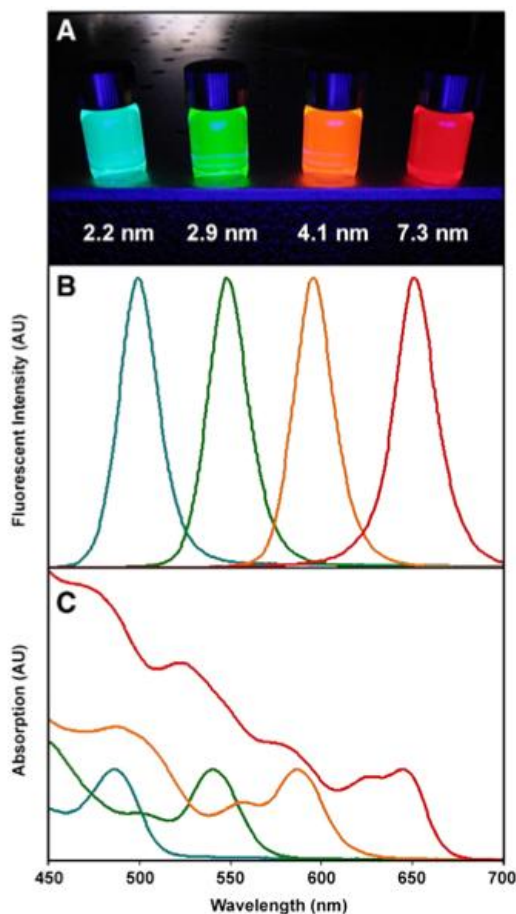 A
2.2 nm 2.9 nm 4.1 nm 7.3 nm
B
Fluorescent Intensity (AU)
C
Absorption (AU)
450 500 550 600 650 700
Wavelength (nm)